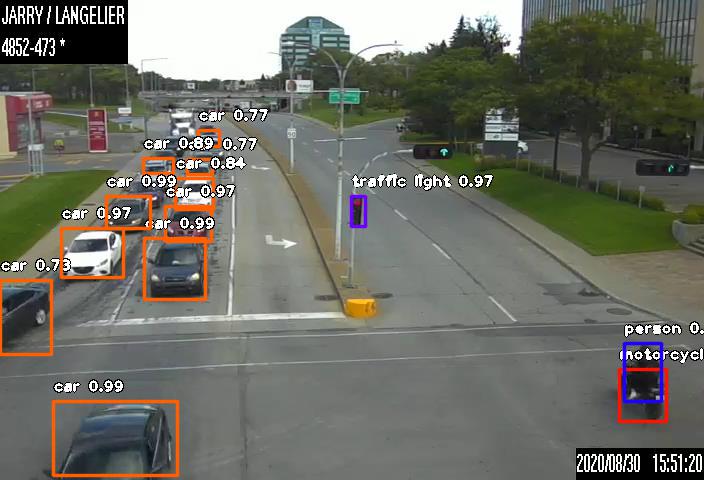 JARRY / LANGELIER
4852-473 *
car 0.77
car 0.89
0.77
car 0.84
car 0.99
car 0.97
traffic light 0.97
car 0.97
car 0.99
car 0.73
person 0.
motorcycl
car 0.99
2020/08/30 15:51:20